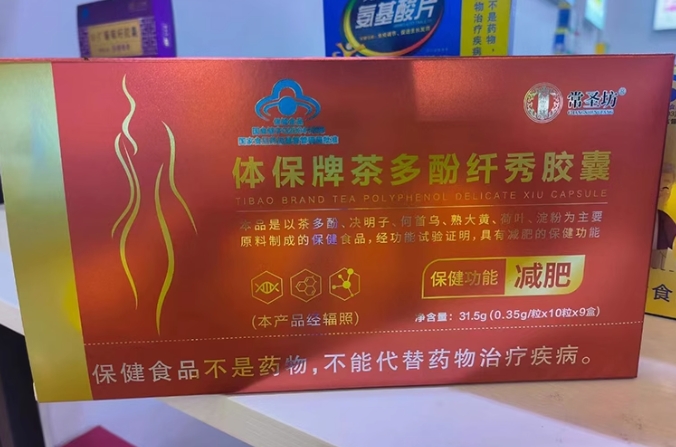 氨基酸片
不是药物
物治疗疾病
保健食品
常圣坊
体保牌茶多酚纤秀胶囊
TIBAO BRAND TEA POLYPHENOL DELICATE XIU CAPSULE
本品是以茶多酚、决明子、何首乌、熟大黄、荷叶、淀粉为主要
原料制成的保健食品,经功能试验证明,具有减肥的保健功能
保健功能 减肥
(本产品经辐照)
净含量:31.5g(0.35g/粒x10粒x9盒)
食
保健食品不是药物,不能代替药物治疗疾病。